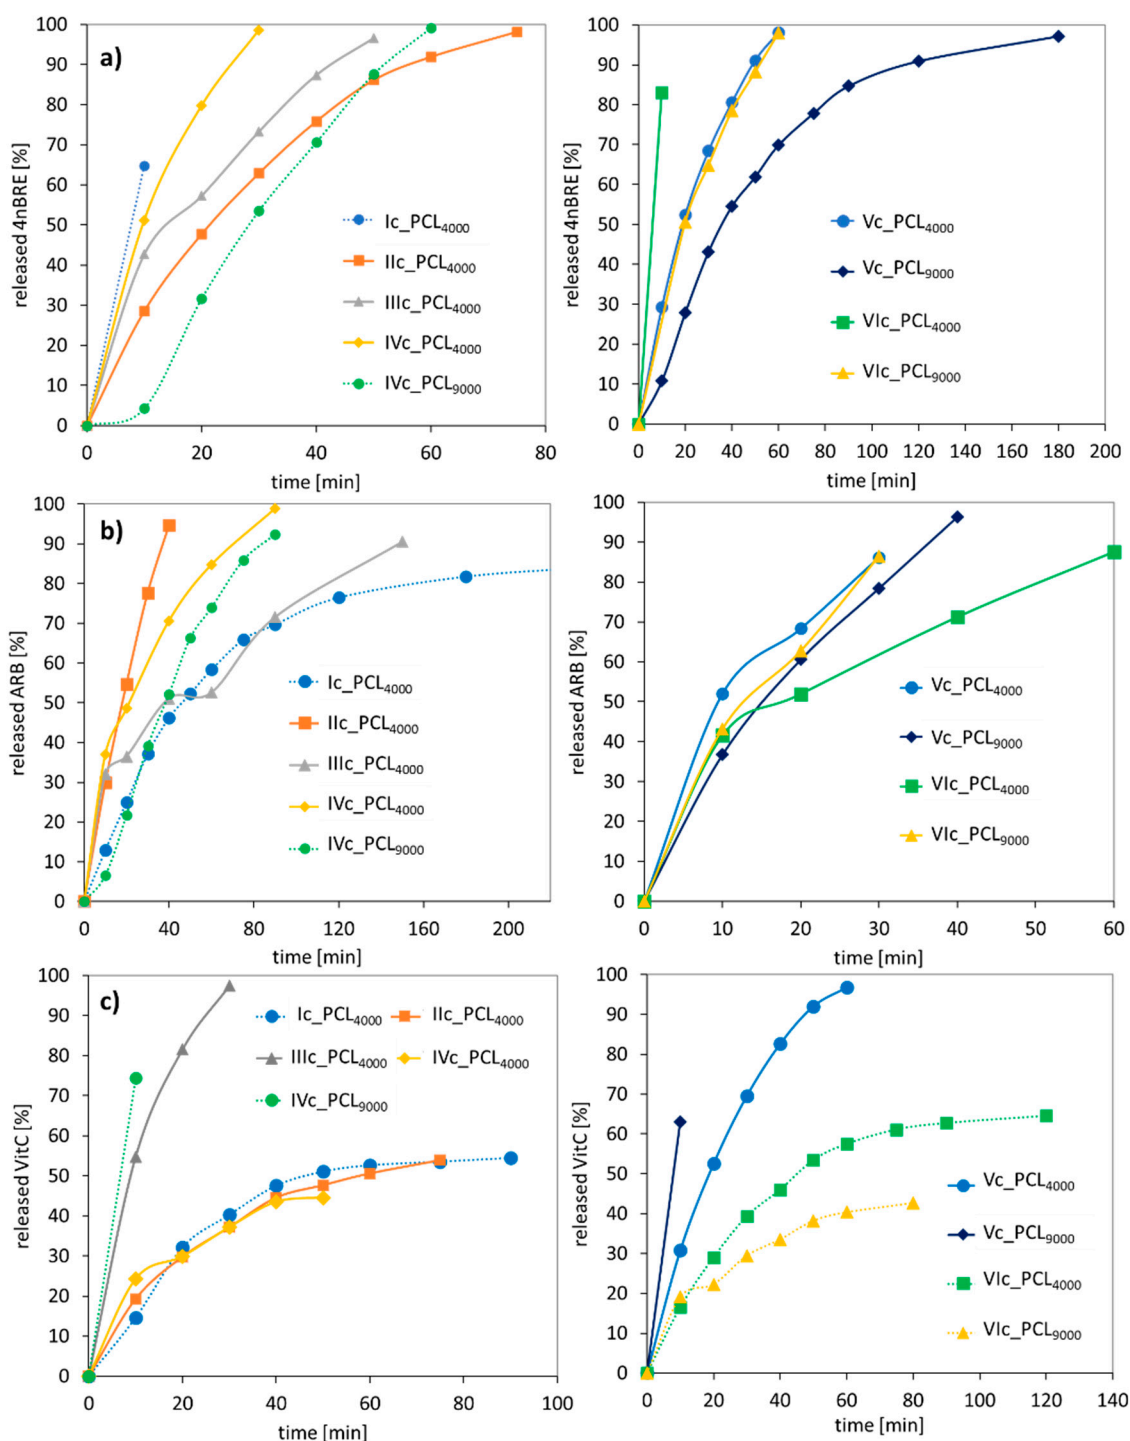 a)
released 4nBRE [%]
100
90
80
70
60
50
40
30
20
10
0
0 20 40 60 80
time [min]
Ic_PCL4000
IIc_PCL4000
IIIc_PCL4000
IVc_PCL4000
IVc_PCL9000
released 4nBRE [%]
100
90
80
70
60
50
40
30
20
10
0
0 20 40 60 80 100 120 140 160 180 200
time [min]
Vc_PCL4000
Vc_PCL9000
VIc_PCL4000
VIc_PCL9000
b)
released ARB [%]
100
90
80
70
60
50
40
30
20
10
0
0 40 80 120 160 200
time [min]
Ic_PCL4000
IIc_PCL4000
IIIc_PCL4000
IVc_PCL4000
IVc_PCL9000
released ARB [%]
100
90
80
70
60
50
40
30
20
10
0
0 10 20 30 40 50 60
time [min]
Vc_PCL4000
Vc_PCL9000
VIc_PCL4000
VIc_PCL9000
c)
released VitC [%]
100
90
80
70
60
50
40
30
20
10
0
0 20 40 60 80 100
time [min]
Ic_PCL4000 IIc_PCL4000
IIIc_PCL4000 IVc_PCL4000
IVc_PCL9000
released VitC [%]
100
90
80
70
60
50
40
30
20
10
0
0 20 40 60 80 100 120 140
time [min]
Vc_PCL4000
Vc_PCL9000
VIc_PCL4000
VIc_PCL9000